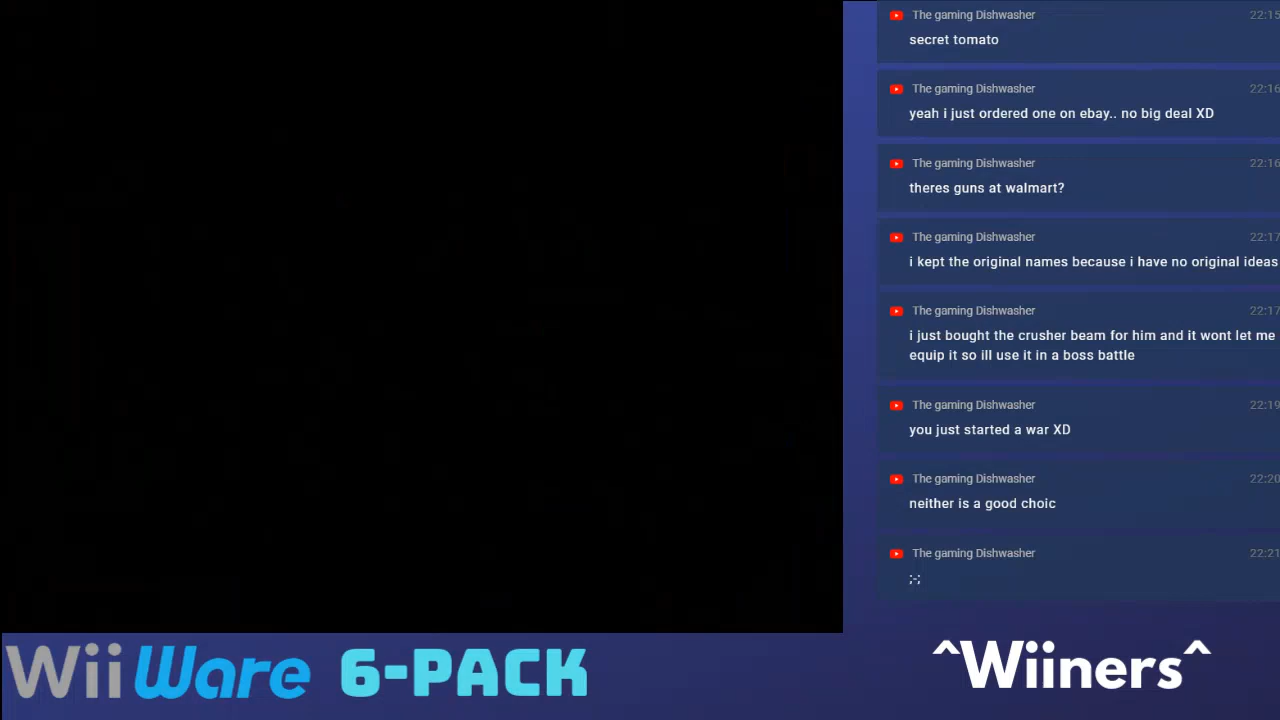 The gaming Dishwasher 22:15
secret tomato
The gaming Dishwasher 22:16
yeah i just ordered one on ebay.. no big deal XD
The gaming Dishwasher 22:16
theres guns at walmart?
The gaming Dishwasher 22:17
i kept the original names because i have no original ideas
The gaming Dishwasher 22:17
i just bought the crusher beam for him and it wont let me
equip it so ill use it in a boss battle
The gaming Dishwasher 22:19
you just started a war XD
The gaming Dishwasher 22:20
neither is a good choic
The gaming Dishwasher 22:21
;-;
WiiWare 6-PACK
^Wiiners^